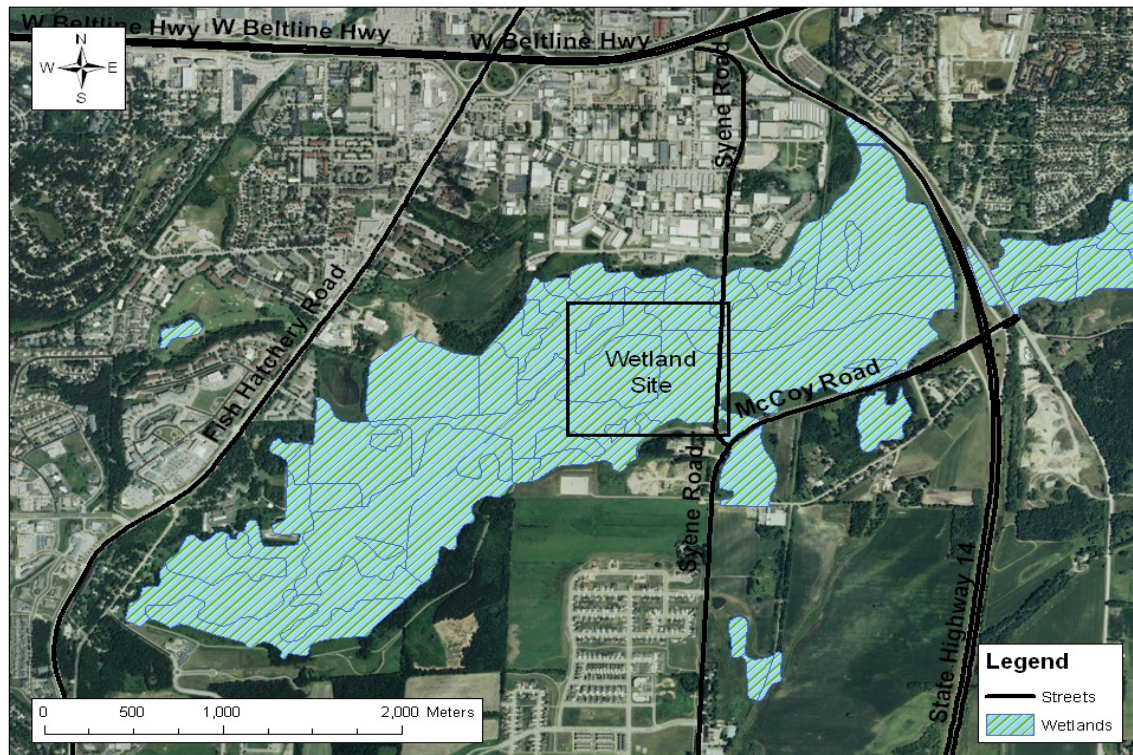 W Beltline Hwy
W Beltline Hwy
W Beltline Hwy
N
W E
S
Syene Road
Fish Hatchery Road
Wetland
Site
McCoy Road
Syene Road
State Highway 14
Legend
Streets
Wetlands
0 500 1,000 2,000 Meters